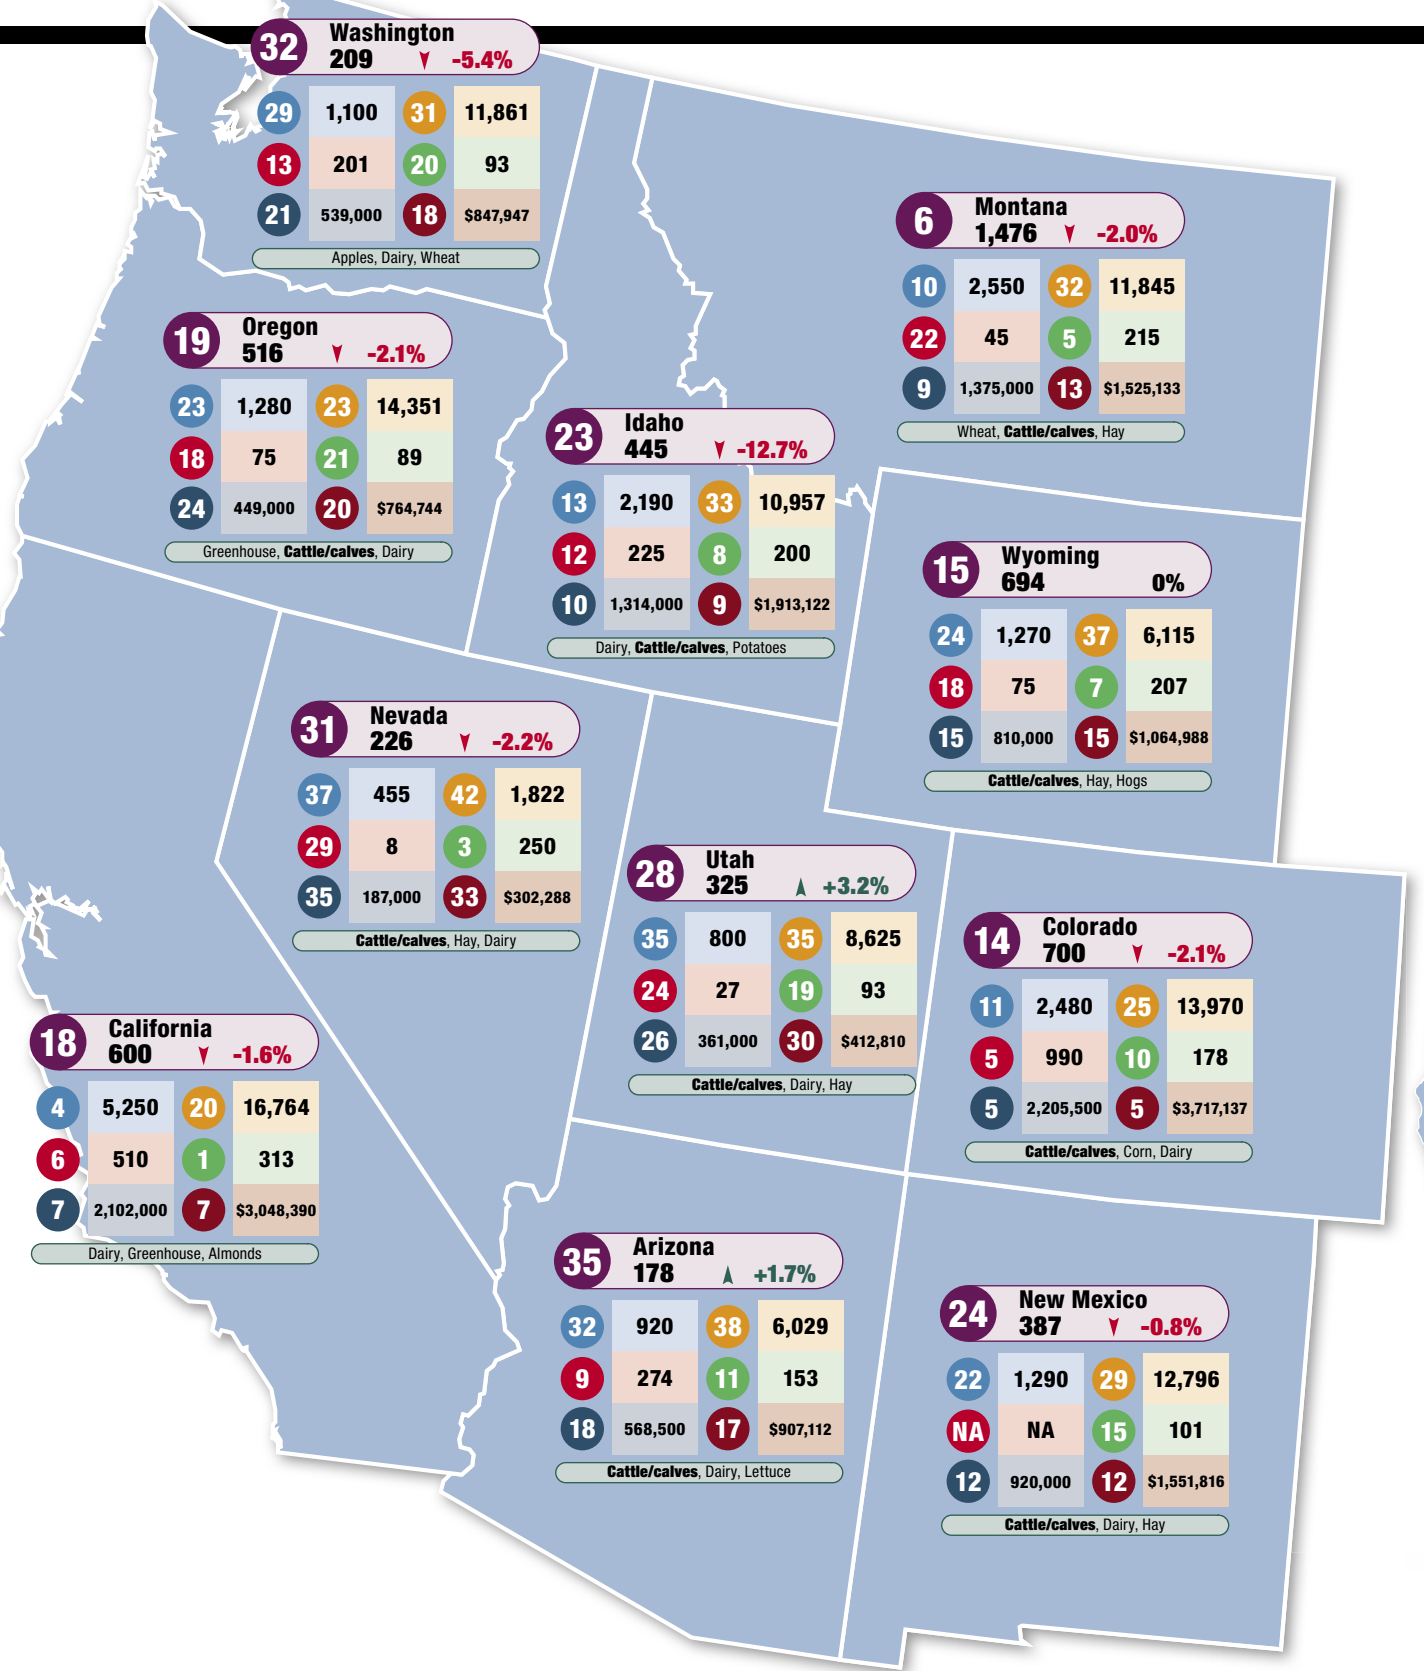 32 Washington
209 -5.4%
29 1,100 31 11,861
13 201 20 93
21 539,000 18 $847,947
Apples, Dairy, Wheat
6 Montana
1,476 -2.0%
10 2,550 32 11,845
22 45 5 215
9 1,375,000 13 $1,525,133
Wheat, Cattle/calves, Hay
19 Oregon
516 -2.1%
23 1,280 23 14,351
18 75 21 89
24 449,000 20 $764,744
Greenhouse, Cattle/calves, Dairy
23 Idaho
445 -12.7%
13 2,190 33 10,957
12 225 8 200
10 1,314,000 9 $1,913,122
Dairy, Cattle/calves, Potatoes
15 Wyoming
694 0%
24 1,270 37 6,115
18 75 7 207
15 810,000 15 $1,064,988
Cattle/calves, Hay, Hogs
31 Nevada
226 -2.2%
37 455 42 1,822
29 8 3 250
35 187,000 33 $302,288
Cattle/calves, Hay, Dairy
28 Utah
325 +3.2%
35 800 35 8,625
24 27 19 93
26 361,000 30 $412,810
Cattle/calves, Dairy, Hay
14 Colorado
700 -2.1%
11 2,480 25 13,970
5 990 10 178
5 2,205,500 5 $3,717,137
Cattle/calves, Corn, Dairy
18 California
600 -1.6%
4 5,250 20 16,764
6 510 1 313
7 2,102,000 7 $3,048,390
Dairy, Greenhouse, Almonds
35 Arizona
178 +1.7%
32 920 38 6,029
9 274 11 153
18 568,500 17 $907,112
Cattle/calves, Dairy, Lettuce
24 New Mexico
387 -0.8%
22 1,290 29 12,796
NA NA 15 101
12 920,000 12 $1,551,816
Cattle/calves, Dairy, Hay